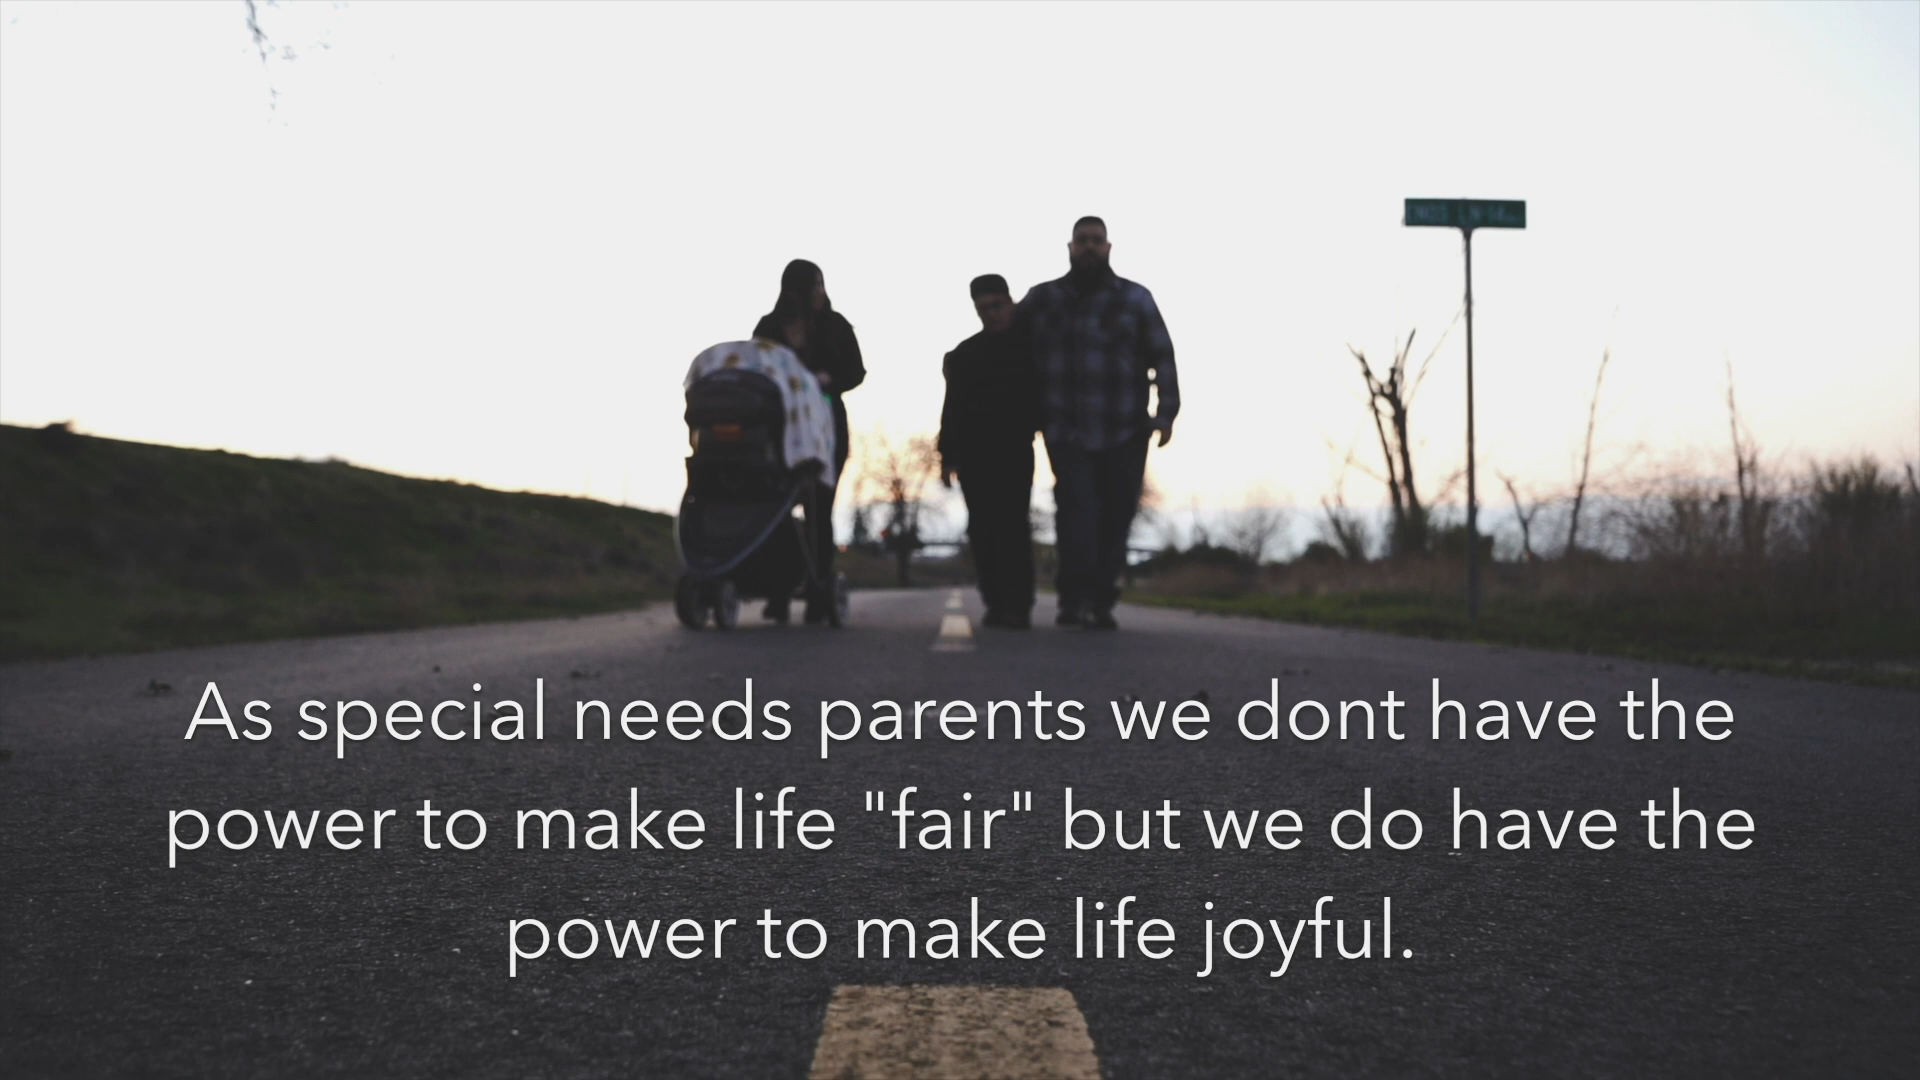 As special needs parents we dont have the
power to make life "fair" but we do have the
power to make life joyful.